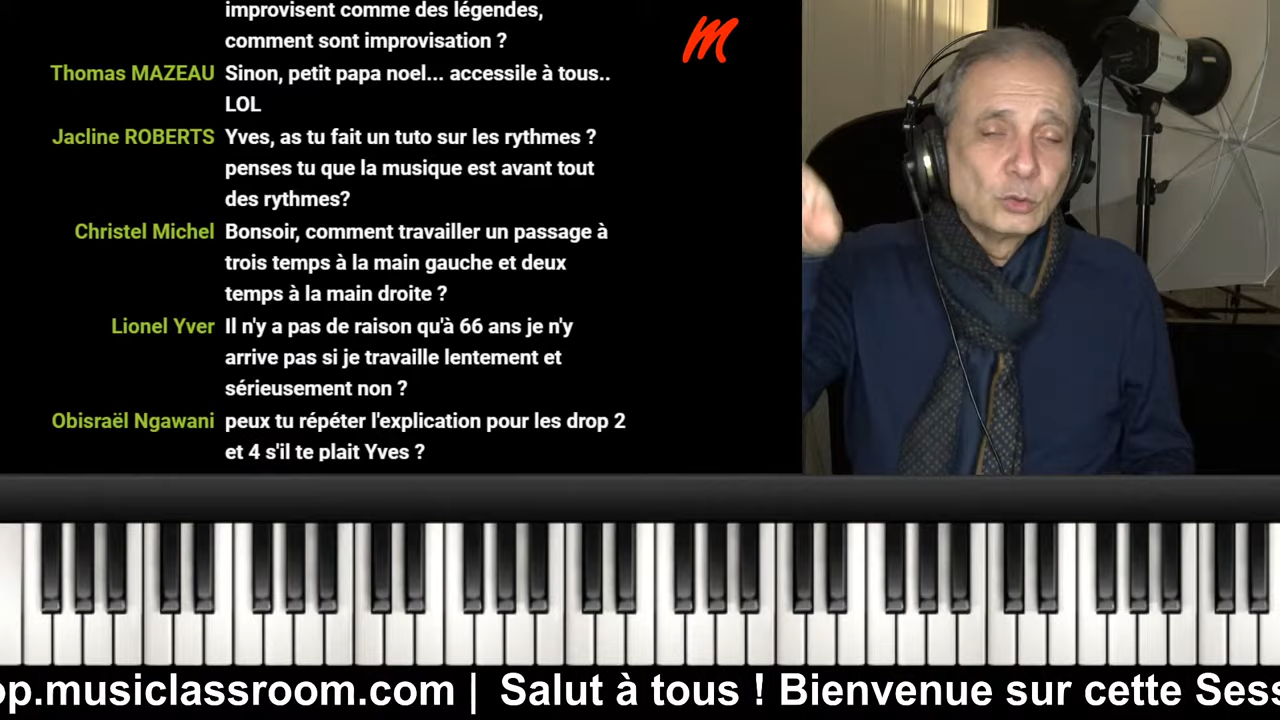 improvisent comme des légendes,
comment sont improvisation ?
Thomas MAZEAU Sinon, petit papa noel... accessile à tous..
LOL
Jacline ROBERTS Yves, as tu fait un tuto sur les rythmes ?
penses tu que la musique est avant tout
des rythmes?
Christel Michel Bonsoir, comment travailler un passage à
trois temps à la main gauche et deux
temps à la main droite ?
Lionel Yver Il n'y a pas de raison qu'à 66 ans je n'y
arrive pas si je travaille lentement et
sérieusement non ?
Obisraël Ngawani peux tu répéter l'explication pour les drop 2
et 4 s'il te plait Yves ?
m
op.musiclassroom.com | Salut à tous ! Bienvenue sur cette Sess